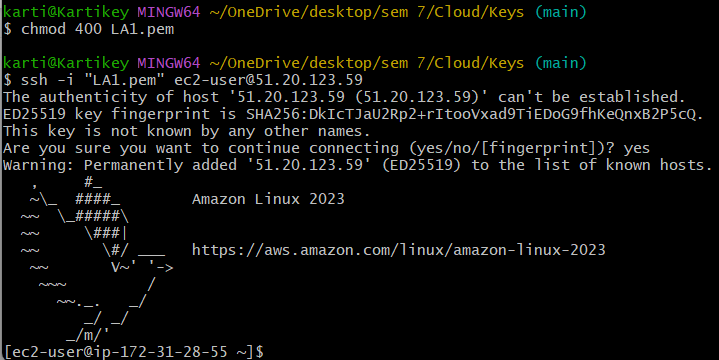 karti@Kartikey MINGW64 ~/OneDrive/desktop/sem 7/Cloud/Keys (main)
$ chmod 400 LA1.pem

karti@Kartikey MINGW64 ~/OneDrive/desktop/sem 7/Cloud/Keys (main)
$ ssh -i "LA1.pem" ec2-user@51.20.123.59
The authenticity of host '51.20.123.59 (51.20.123.59)' can't be established.
ED25519 key fingerprint is SHA256:DkIcTJaU2Rp2+rItooVxad9TiEDoG9fhKeQnxB2P5cQ.
This key is not known by any other names.
Are you sure you want to continue connecting (yes/no/[fingerprint])? yes
Warning: Permanently added '51.20.123.59' (ED25519) to the list of known hosts.
   ,     #_
   ~\_  ####_        Amazon Linux 2023
  ~~  \_#####\
  ~~     \###|
  ~~       \#/ ___   https://aws.amazon.com/linux/amazon-linux-2023
   ~~       V~' '->
    ~~~         /
      ~~._.   _/
         _/ _/
       _/m/'
[ec2-user@ip-172-31-28-55 ~]$